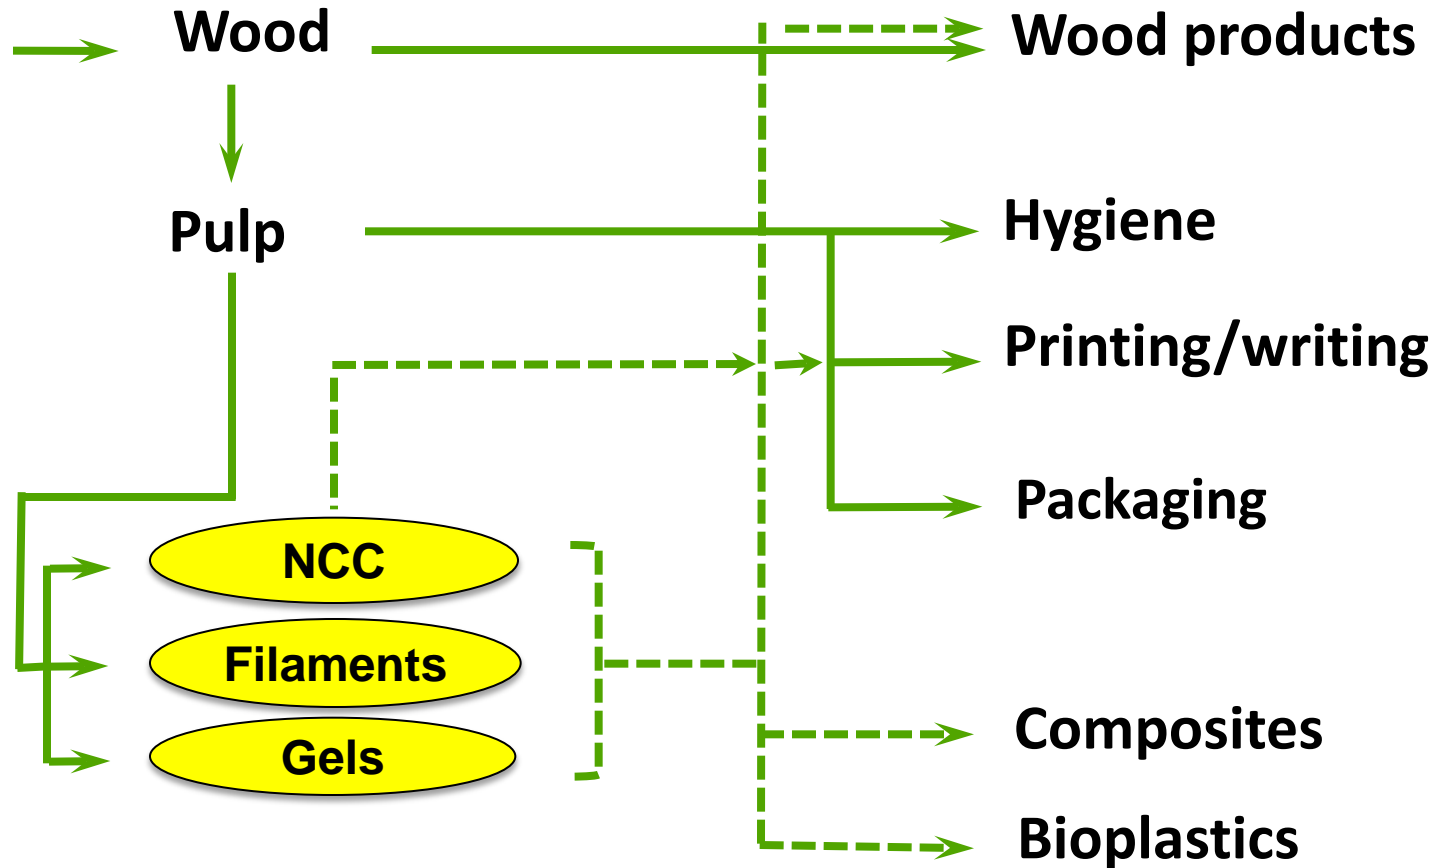 Wood
Wood products
Pulp
Hygiene
Printing/writing
Packaging
NCC
Filaments
Gels
Composites
Bioplastics